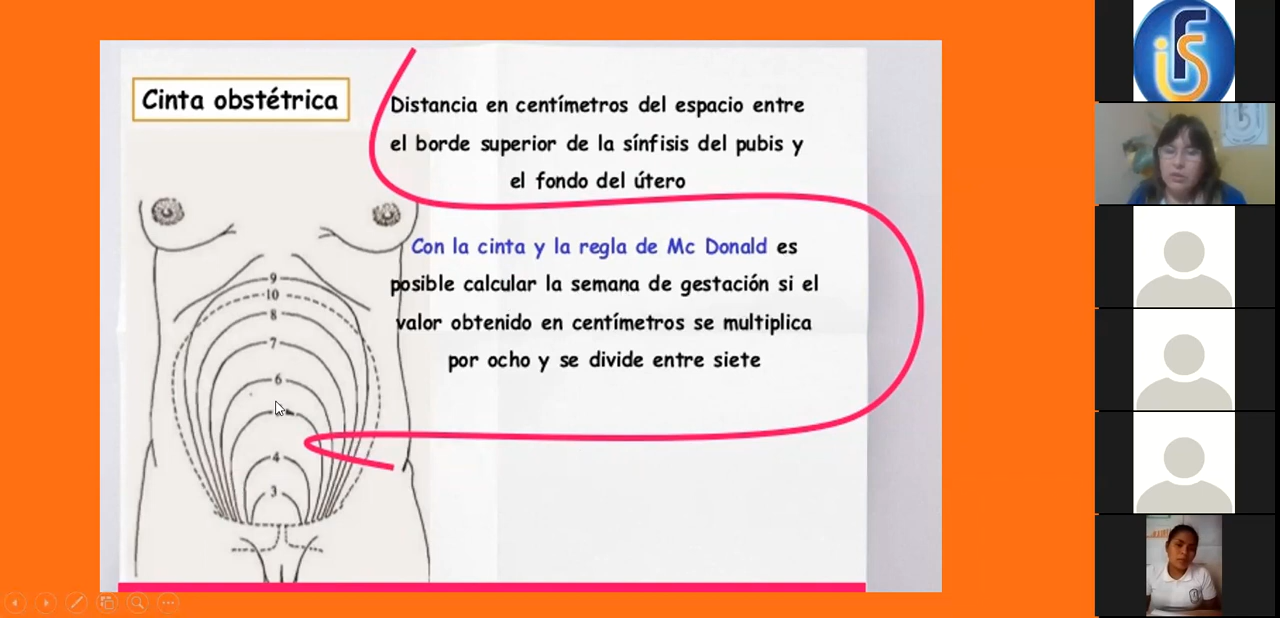 Cinta obstétrica
Distancia en centímetros del espacio entre
el borde superior de la sínfisis del pubis y
el fondo del útero
Con la cinta y la regla de Mc Donald es
posible calcular la semana de gestación si el
valor obtenido en centímetros se multiplica
por ocho y se divide entre siete
9
10
8
7
6
4
3